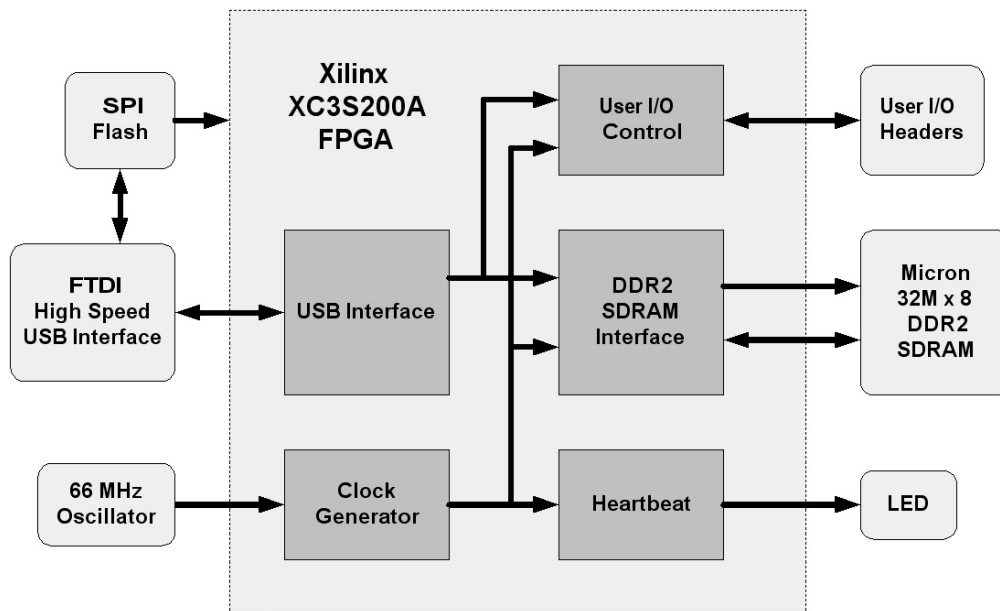 Xilinx
XC3S200A
FPGA
SPI
Flash
User I/O
Control
User I/O
Headers
FTDI
High Speed
USB Interface
USB Interface
DDR2
SDRAM
Interface
Micron
32M x 8
DDR2
SDRAM
66 MHz
Oscillator
Clock
Generator
Heartbeat
LED